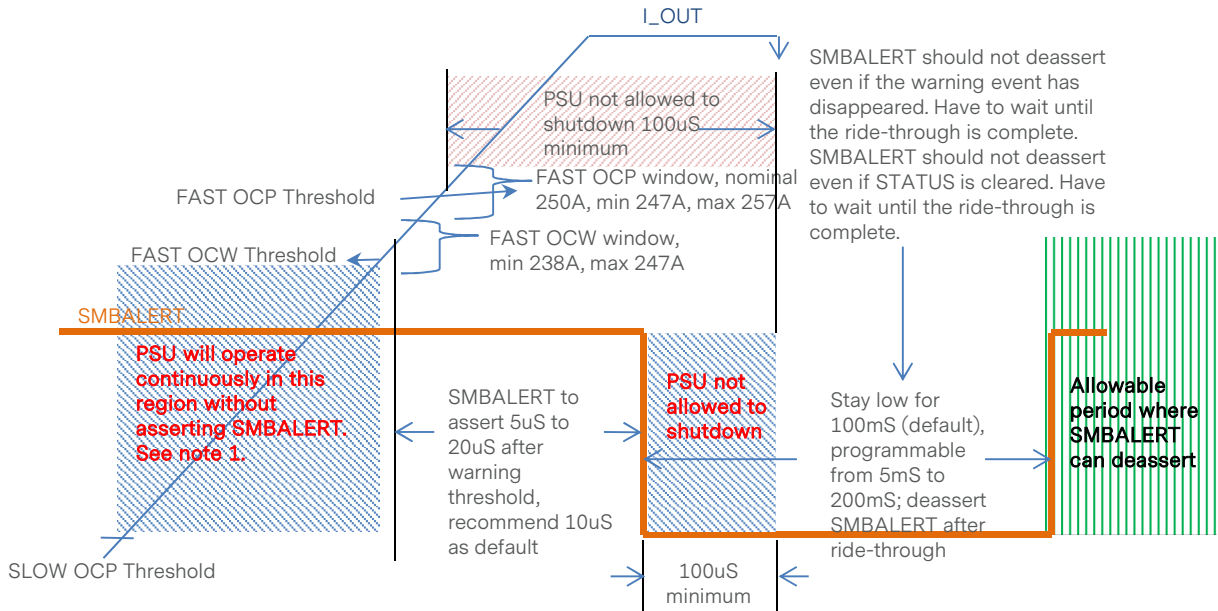 I_OUT
SMBALERT should not deassert
even if the warning event has
disappeared. Have to wait until
the ride-through is complete.
SMBALERT should not deassert
even if STATUS is cleared. Have
to wait until the ride-through is
complete.
PSU not allowed to
shutdown 100uS
minimum
FAST OCP Threshold
FAST OCP window, nominal
250A, min 247A, max 257A
FAST OCW Threshold
FAST OCW window,
min 238A, max 247A
SMBALERT
PSU will operate
continuously in this
region without
asserting SMBALERT.
See note 1.
SMBALERT to
assert 5uS to
20uS after
warning
threshold,
recommend 10uS
as default
PSU not
allowed to
shutdown
Stay low for
100mS (default),
programmable
from 5mS to
200mS; deassert
SMBALERT after
ride-through
Allowable
period where
SMBALERT
can deassert
SLOW OCP Threshold
100uS
minimum